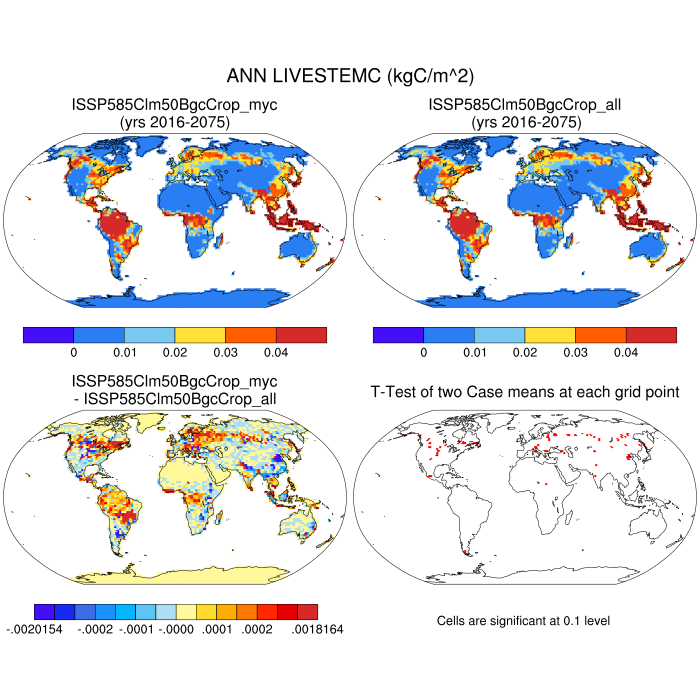 ANN LIVESTEMC (kgC/m^2)
ISSP585Clm50BgcCrop_myc
(yrs 2016-2075)
ISSP585Clm50BgcCrop_all
(yrs 2016-2075)
0 0.01 0.02 0.03 0.04
0 0.01 0.02 0.03 0.04
ISSP585Clm50BgcCrop_myc
- ISSP585Clm50BgcCrop_all
T-Test of two Case means at each grid point
-.0020154 -.0002 -.0001 -.0000 .0001 .0002 .0018164
Cells are significant at 0.1 level